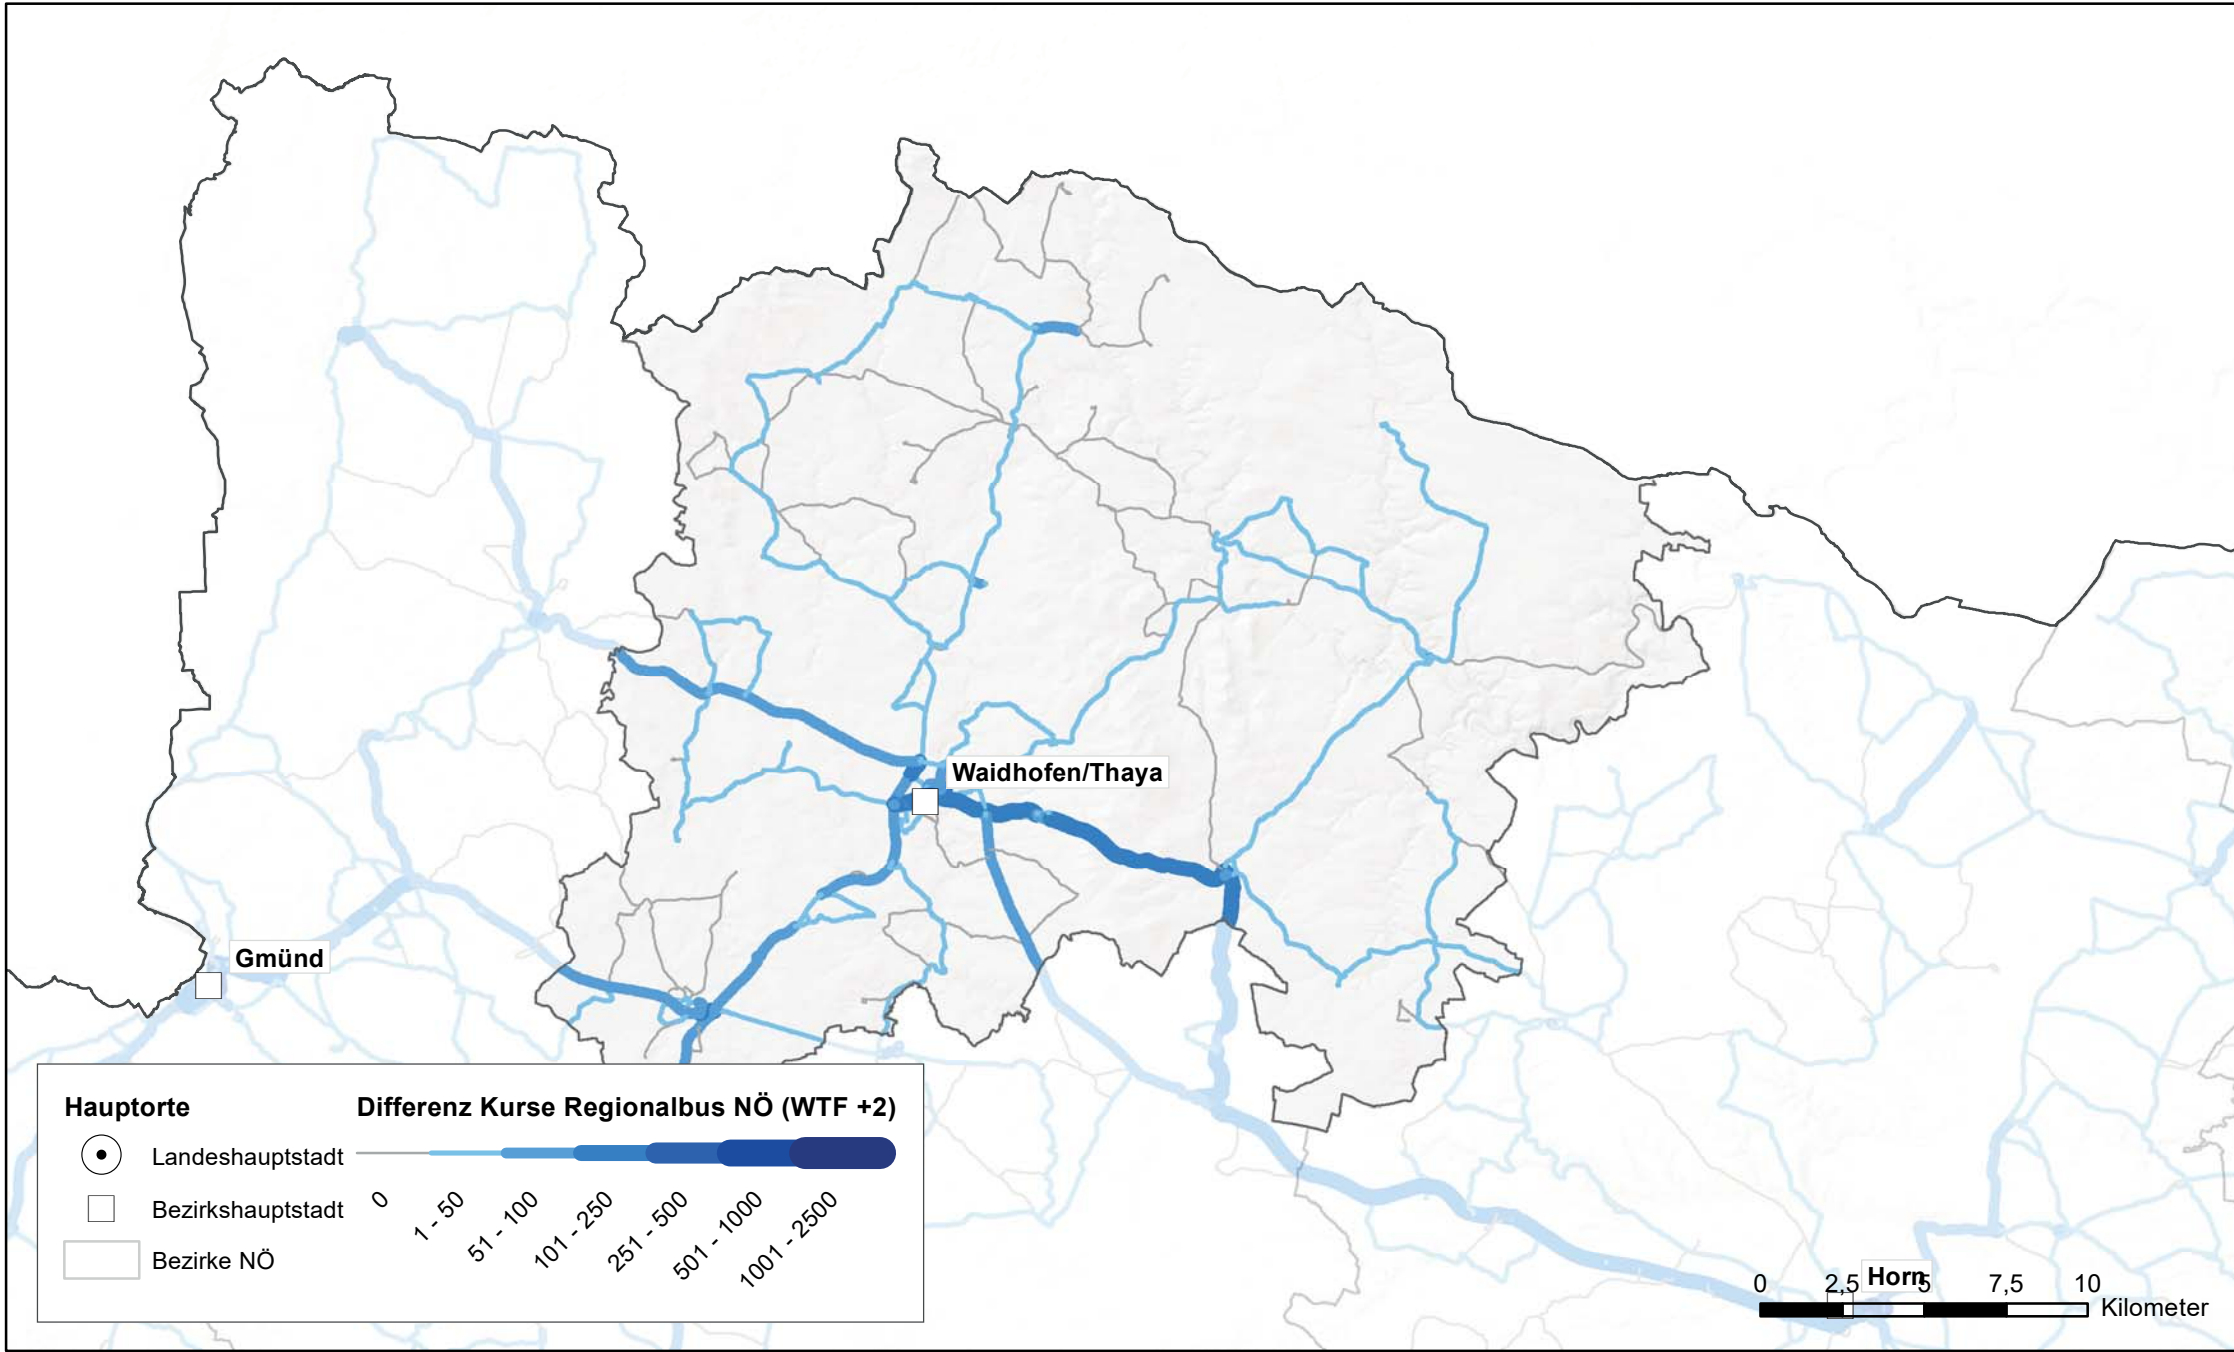 Waidhofen/Thaya
Gmünd
Hauptorte
Landeshauptstadt
Bezirkshauptstadt
Bezirke NÖ
Differenz Kurse Regionalbus NÖ (WTF +2)
0
1 - 50
51 - 100
101 - 250
251 - 500
501 - 1000
1001 - 2500
Horn
0 2,5 5 7,5 10
Kilometer